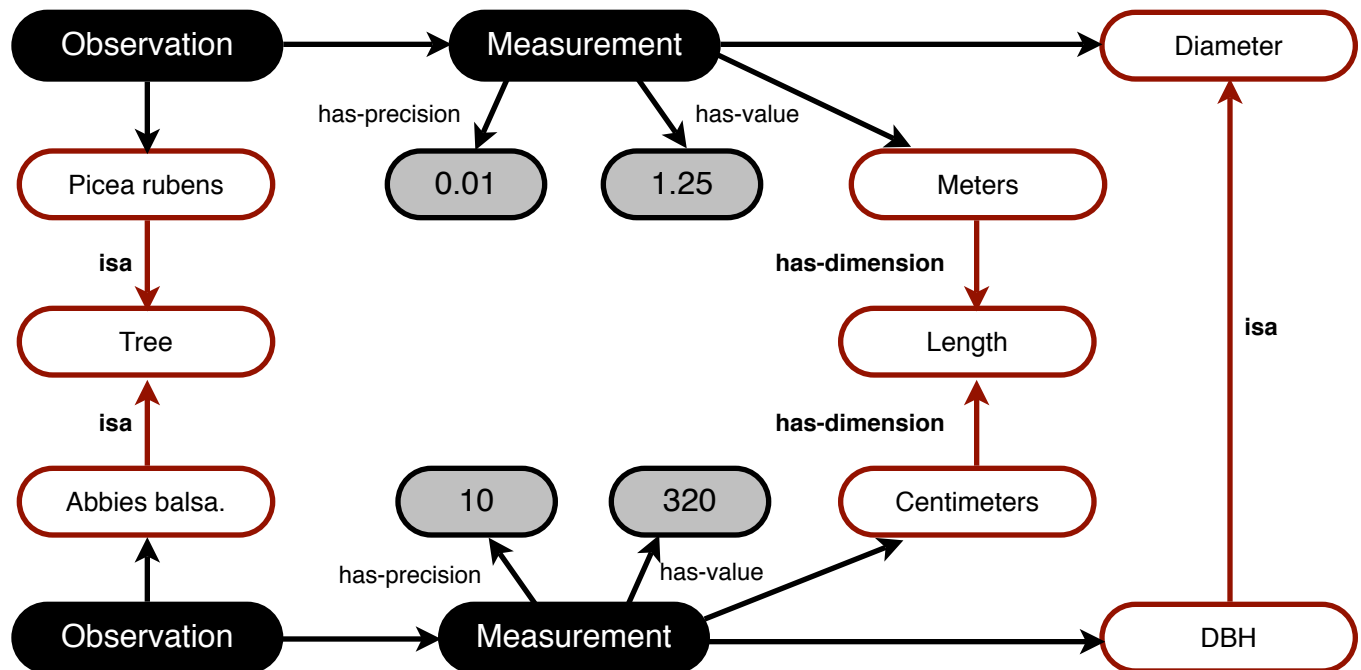 Observation
Measurement
Diameter
has-precision
has-value
Picea rubens
0.01
1.25
Meters
isa
has-dimension
Tree
Length
isa
isa
has-dimension
Abbies balsa.
10
320
Centimeters
has-precision
has-value
Observation
Measurement
DBH